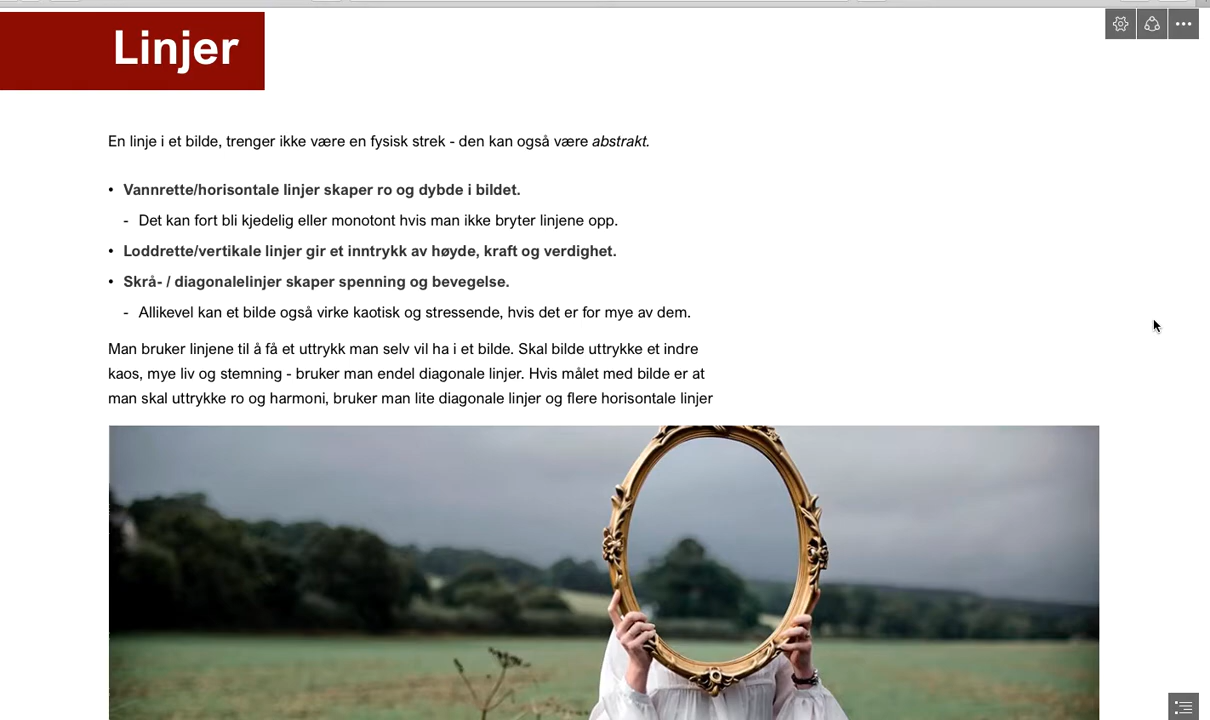 Linjer
En linje i et bilde, trenger ikke være en fysisk strek - den kan også være abstrakt.
• Vannrette/horisontale linjer skaper ro og dybde i bildet.
- Det kan fort bli kjedelig eller monotont hvis man ikke bryter linjene opp.
• Loddrette/vertikale linjer gir et inntrykk av høyde, kraft og verdighet.
• Skrå- / diagonalelinjer skaper spenning og bevegelse.
- Allikevel kan et bilde også virke kaotisk og stressende, hvis det er for mye av dem.
Man bruker linjene til å få et uttrykk man selv vil ha i et bilde. Skal bilde uttrykke et indre
kaos, mye liv og stemning - bruker man endel diagonale linjer. Hvis målet med bilde er at
man skal uttrykke ro og harmoni, bruker man lite diagonale linjer og flere horisontale linjer